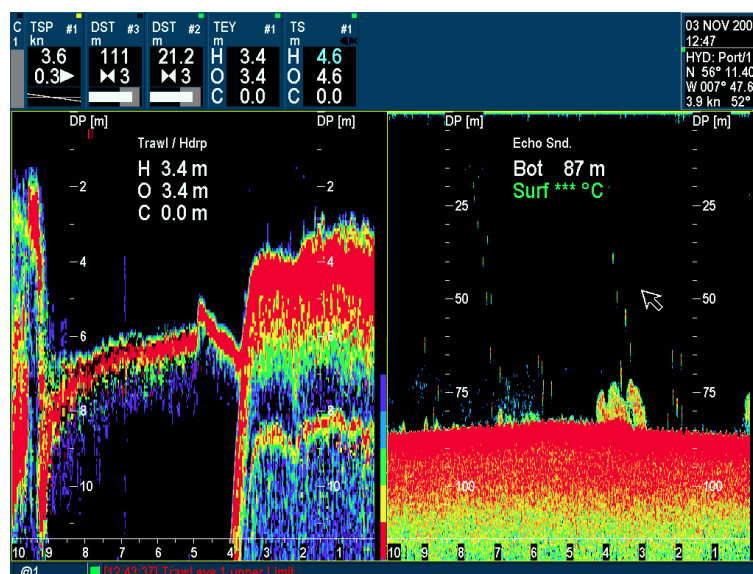 C TSP #1 DST #3 DST #2 TEY #1 TS #1
1 kn m m m m
3.6 111 21.2 H 3.4 H 4.6
0.3 3 3 O 3.4 O 4.6
C 0.0 C 0.0
03 NOV 200
12:47
HYD: Port/1
N 56° 11.40
W 007° 47.6
3.9 kn 52°
DP [m] DP [m] DP [m] DP [m]
Trawl / Hdrp
H 3.4 m
O 3.4 m
C 0.0 m
Echo Snd.
Bot 87 m
Surf *** °C
−2 −2
−4 −4
−6 −6
−8 −8
−10 −10
−25 −25
−50 −50
−75 −75
−100 −100
10 9 8 7 6 5 4 3 2 1
10 9 8 7 6 5 4 3 2 1 0
@1 [12:43:37] Trawl eye 1 upper Limit